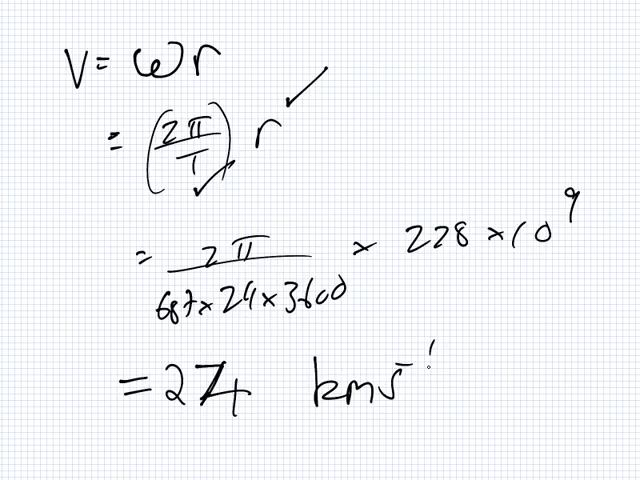 V = ωr
= (2π/T) r ✓
✓
= 2π/(687×24×3600) × 228×10⁹
= 24 kms⁻¹